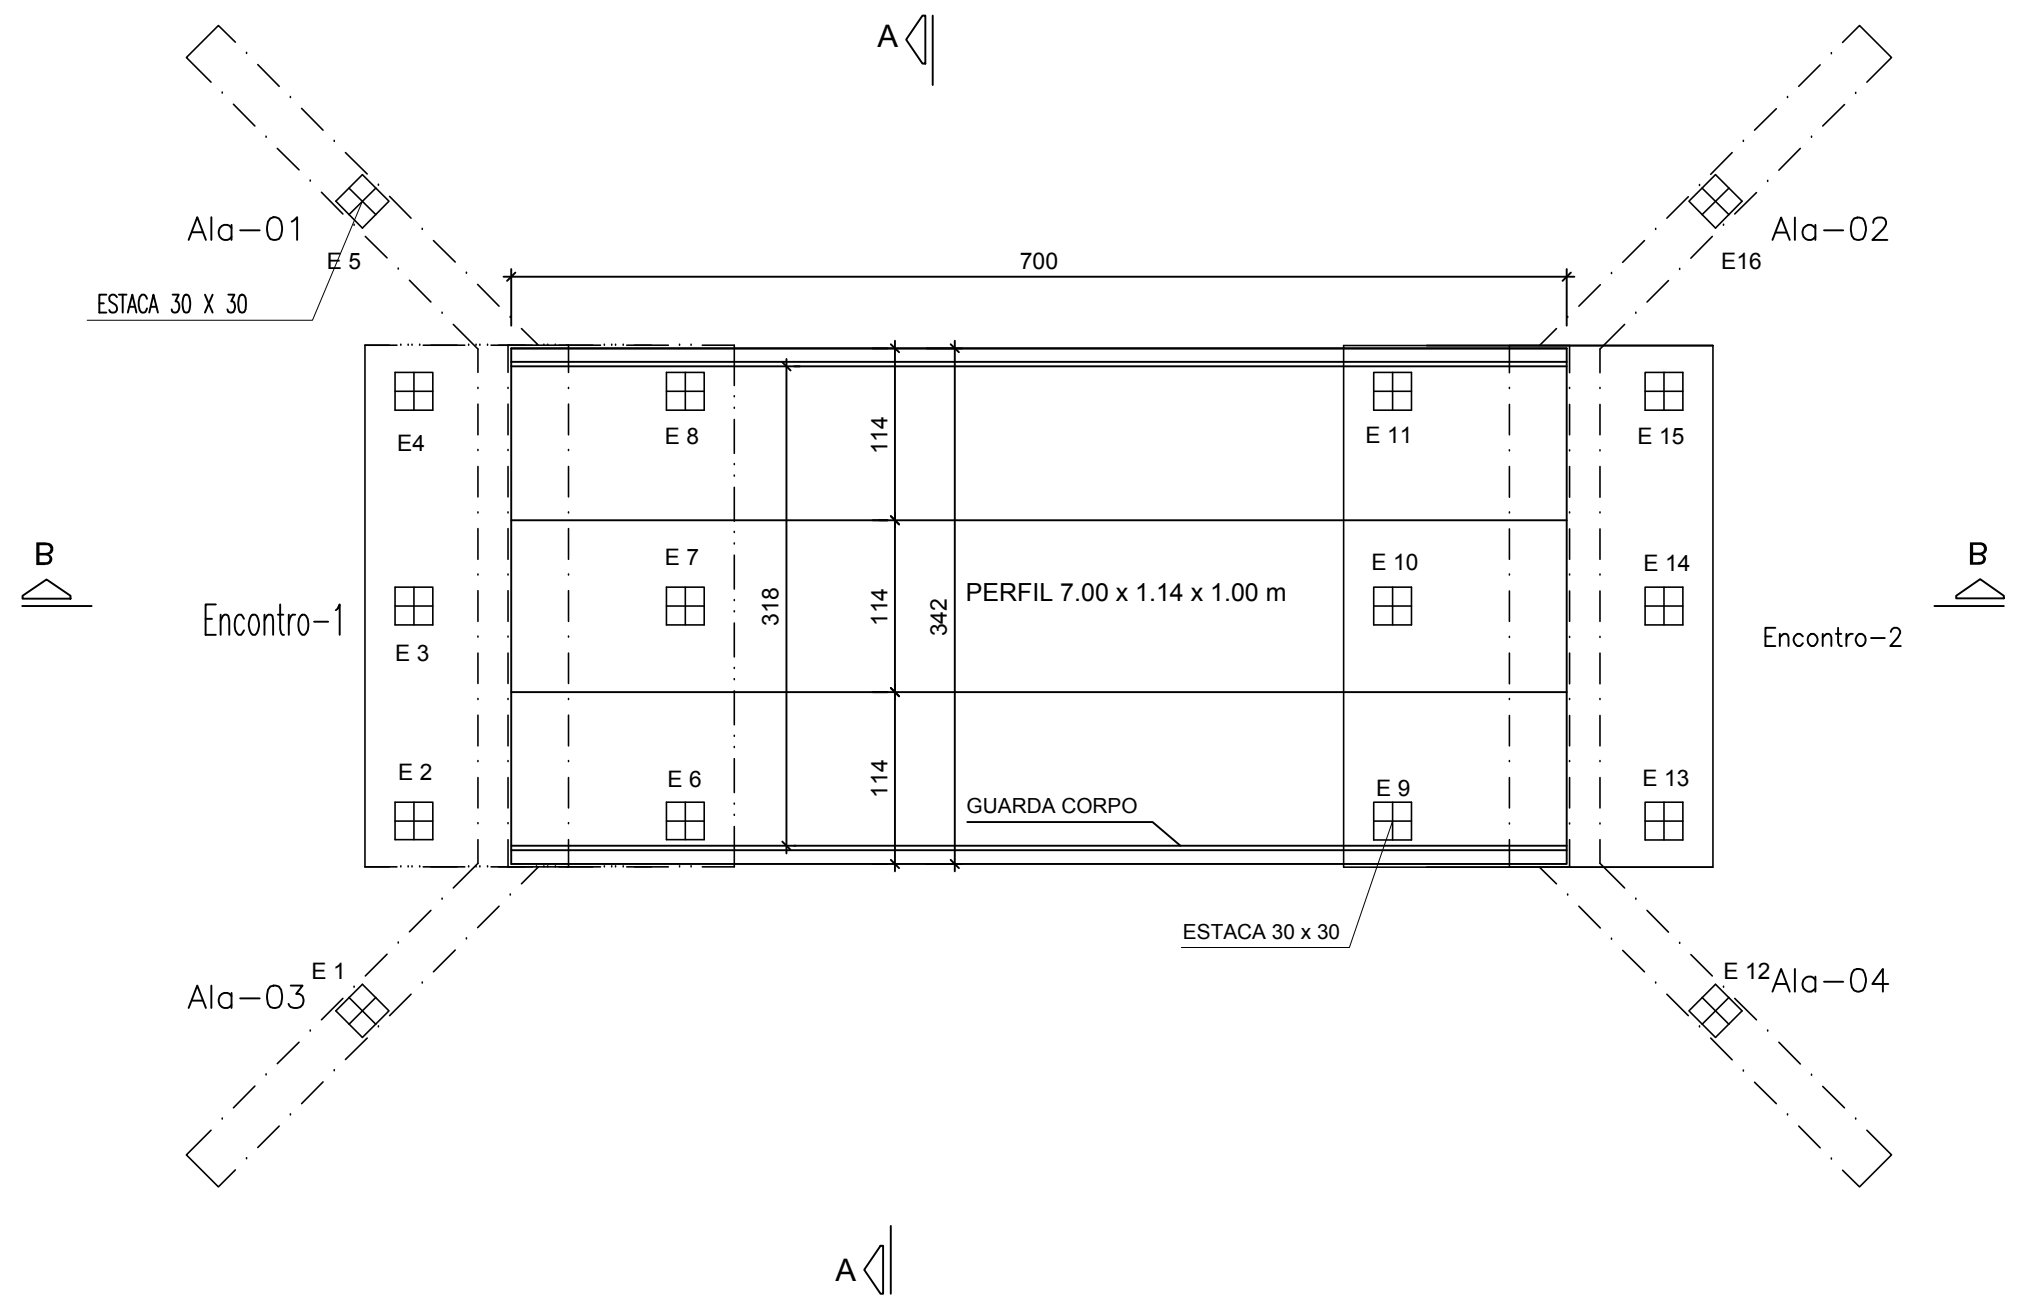 A
Ala-01
Ala-02
E 5
700
E16
ESTACA 30 X 30
E4
E 8
114
E 11
E 15
B
B
E 7
E 10
E 14
PERFIL 7.00 x 1.14 x 1.00 m
318
114
342
Encontro-1
Encontro-2
E 3
E 2
E 6
114
E 9
E 13
GUARDA CORPO
ESTACA 30 x 30
E 1
Ala-03
E 12
Ala-04
A